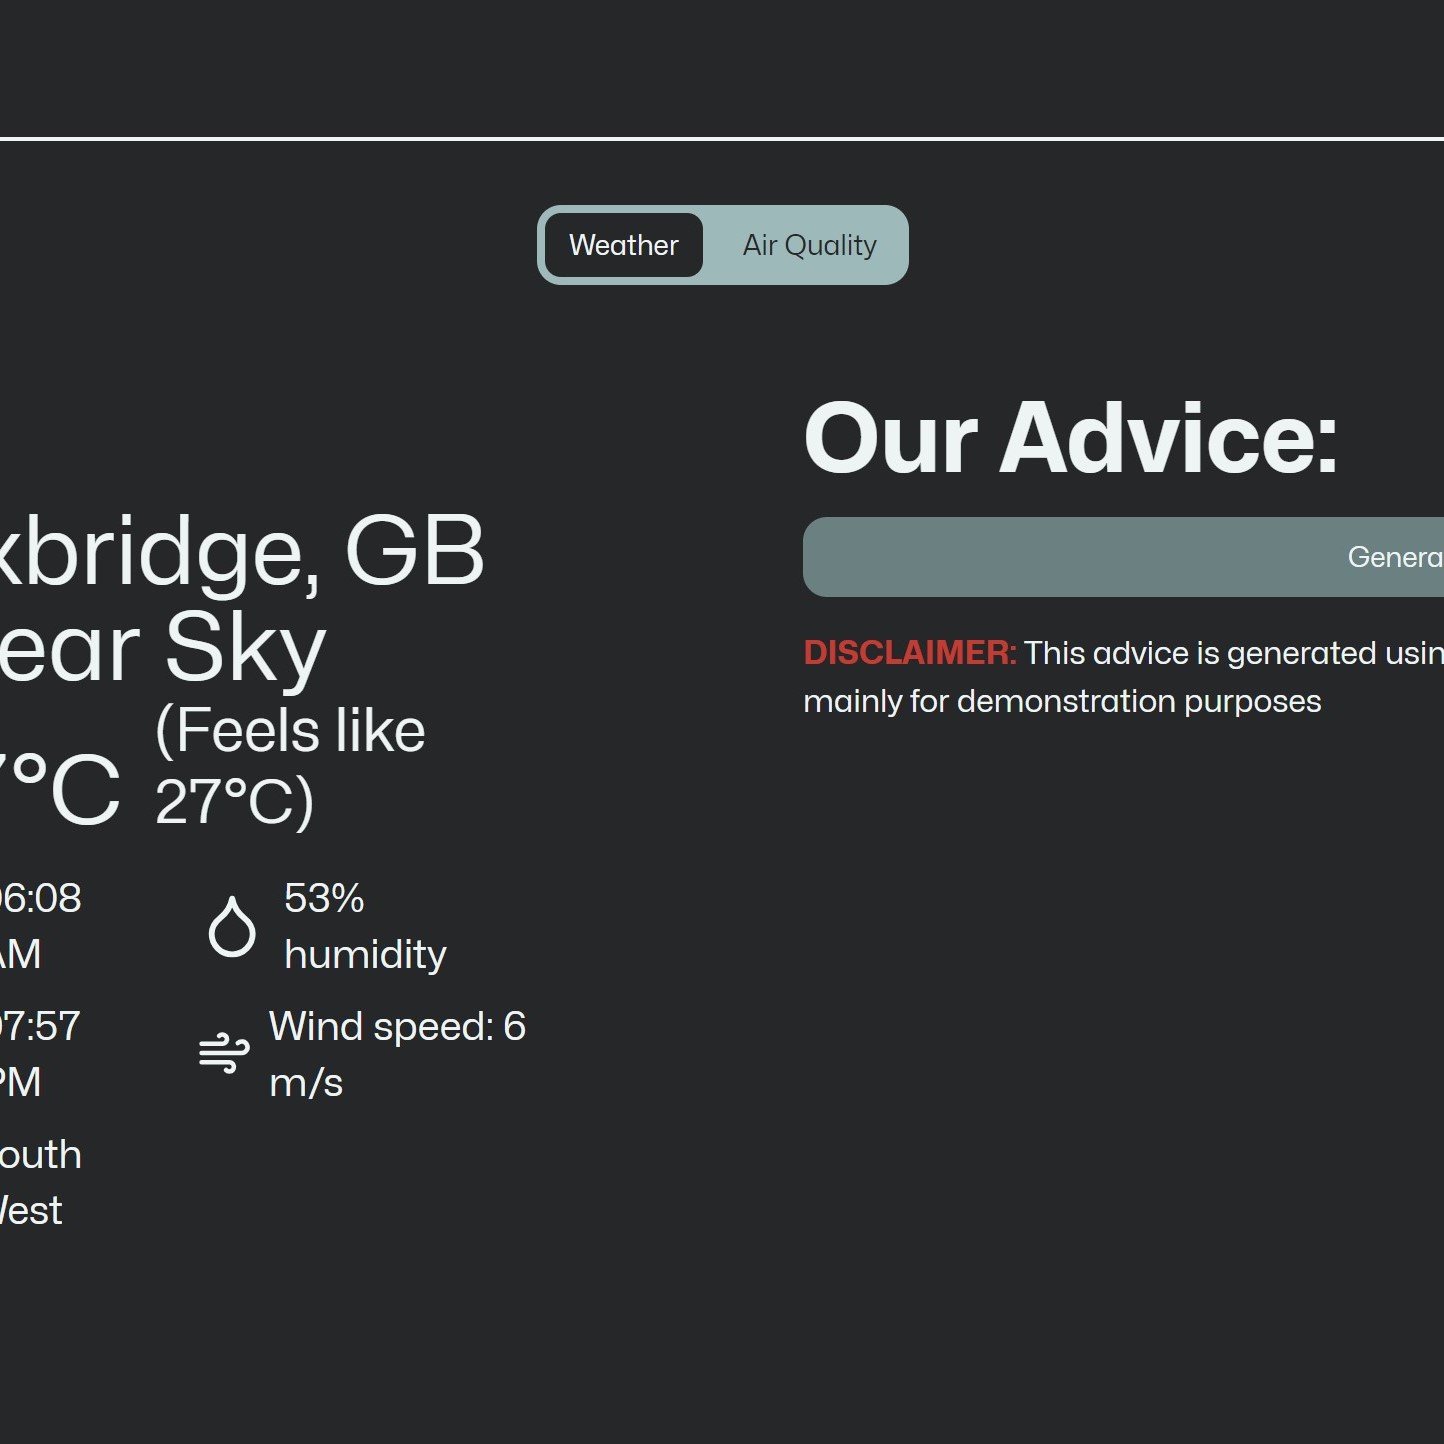 Weather Air Quality
Our Advice:
xbridge, GB
ear Sky
(Feels like
°C
27°C)
Genera
DISCLAIMER: This advice is generated usin
mainly for demonstration purposes
06:08
AM
53%
humidity
07:57
PM
Wind speed: 6
m/s
outh
West